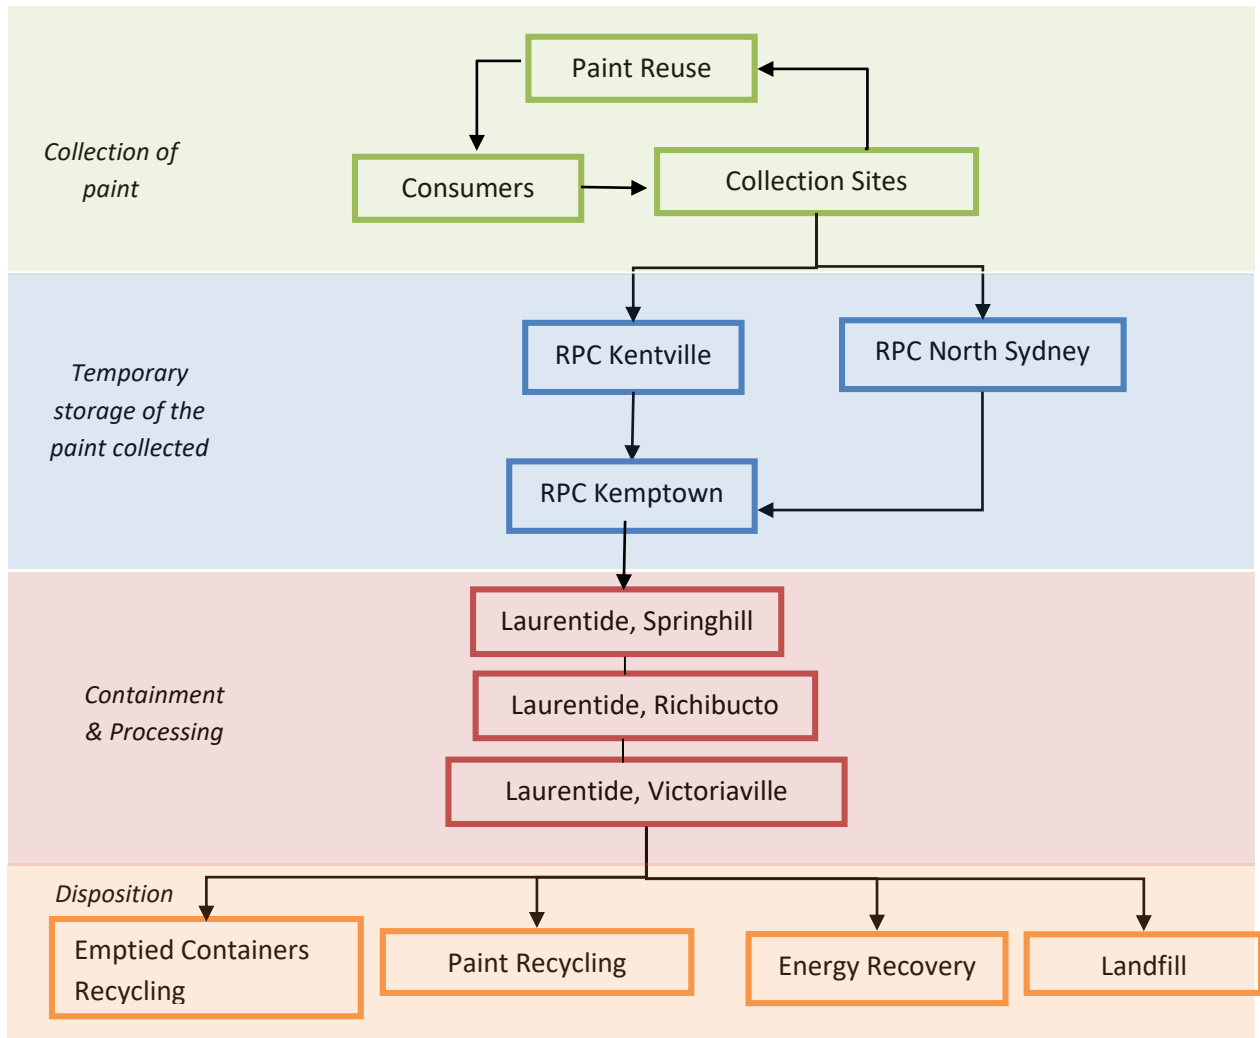 Paint Reuse
Collection of
paint
Consumers
Collection Sites
RPC Kentville
RPC North Sydney
Temporary
storage of the
paint collected
RPC Kemptown
Laurentide, Springhill
Containment
& Processing
Laurentide, Richibucto
Laurentide, Victoriaville
Disposition
Emptied Containers
Recycling
Paint Recycling
Energy Recovery
Landfill